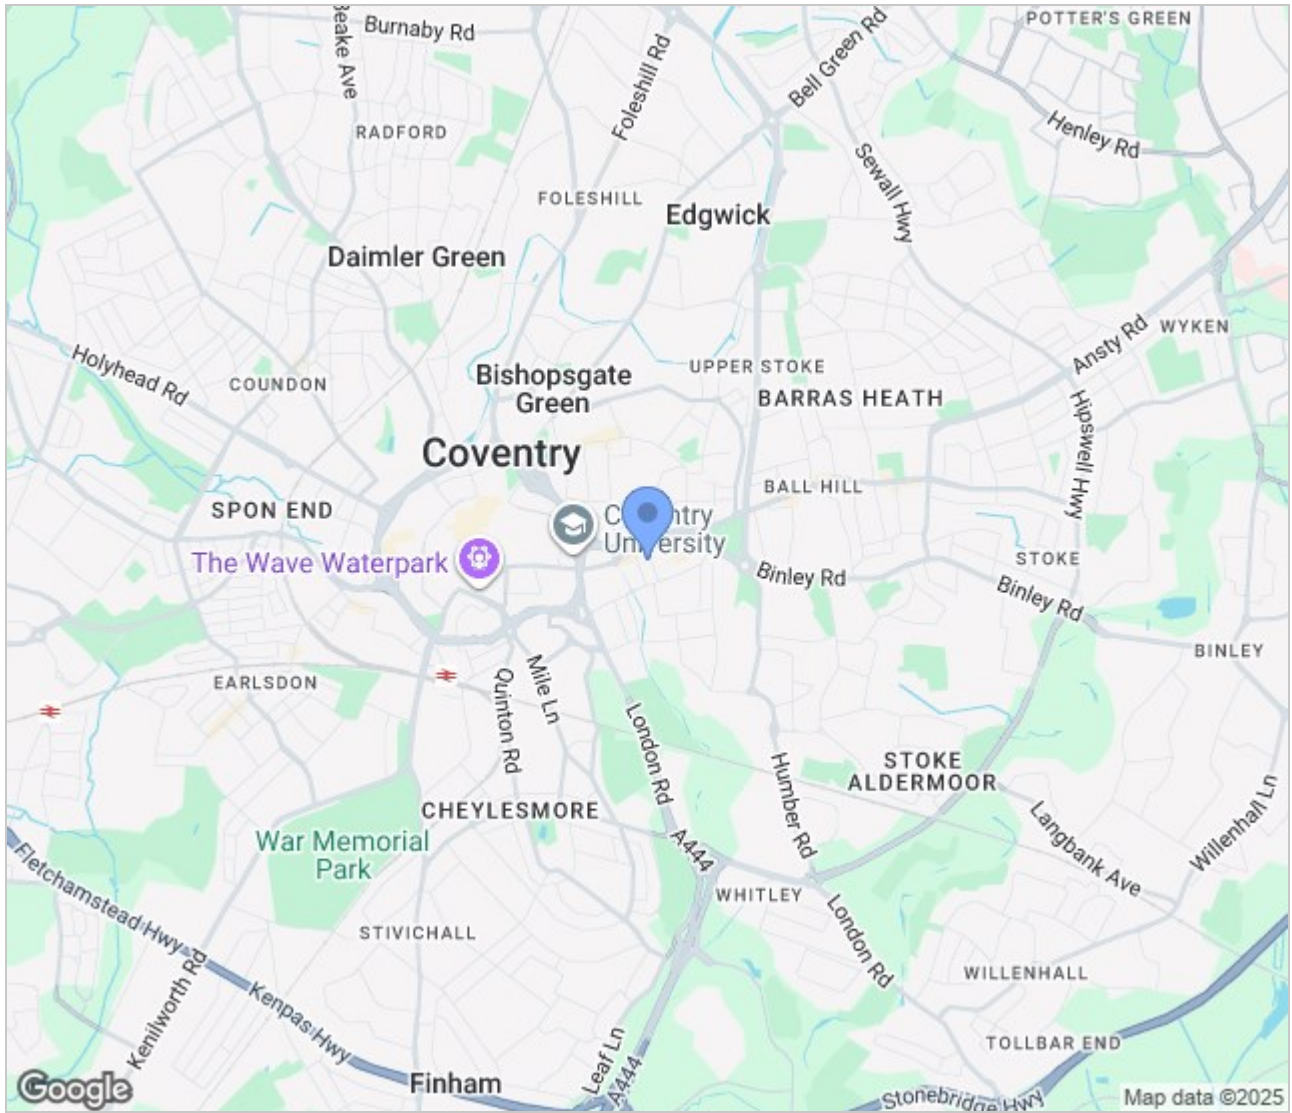 POTTER'S GREEN
Burnaby Rd
Beake Ave
Foleshill Rd
Bell Green Rd
RADFORD
Henley Rd
Sewall Hwy
FOLESHILL
Edgwick
Daimler Green
WYKEN
Ansty Rd
Holyhead Rd
COUNDON
Bishopsgate
Green
UPPER STOKE
BARRAS HEATH
Hipswell Hwy
Coventry
BALL HILL
SPON END
University
The Wave Waterpark
Binley Rd
STOKE
Binley Rd
BINLEY
EARLSDON
Quinton Rd
Mile Ln
London Rd
STOKE
ALDERMOOR
Humber Rd
CHEYLESMORE
Langbank Ave
Willenhall Ln
War Memorial
Park
A444
Fletchamstead Hwy
WHITLEY
STIVICHALL
London Rd
Kenilworth Rd
WILLENHALL
Kenpas Hwy
TOLLBAR END
Leaf Ln
A444
Finham
Stonebridge Hwy
Google
Map data ©2025